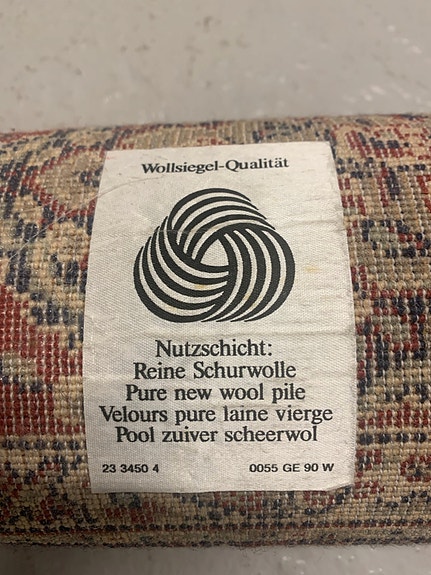 Wollsiegel-Qualität
Nutzschicht:
Reine Schurwolle
Pure new wool pile
Velours pure laine vierge
Pool zuiver scheerwol
23 3450 4 0055 GE 90 W